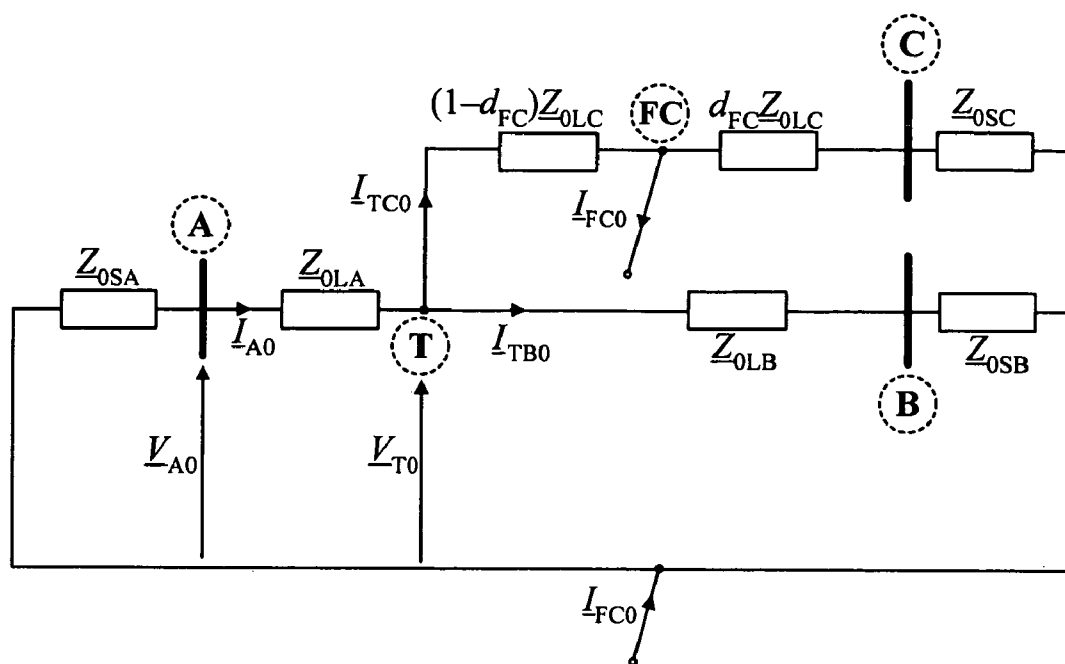 C
(1–d_FC)Z_0LC
FC
d_FC Z_0LC
Z_0SC
I_TC0
I_FC0
A
Z_0SA
Z_0LA
I_A0
T
I_TB0
Z_0LB
Z_0SB
B
V_A0
V_T0
I_FC0